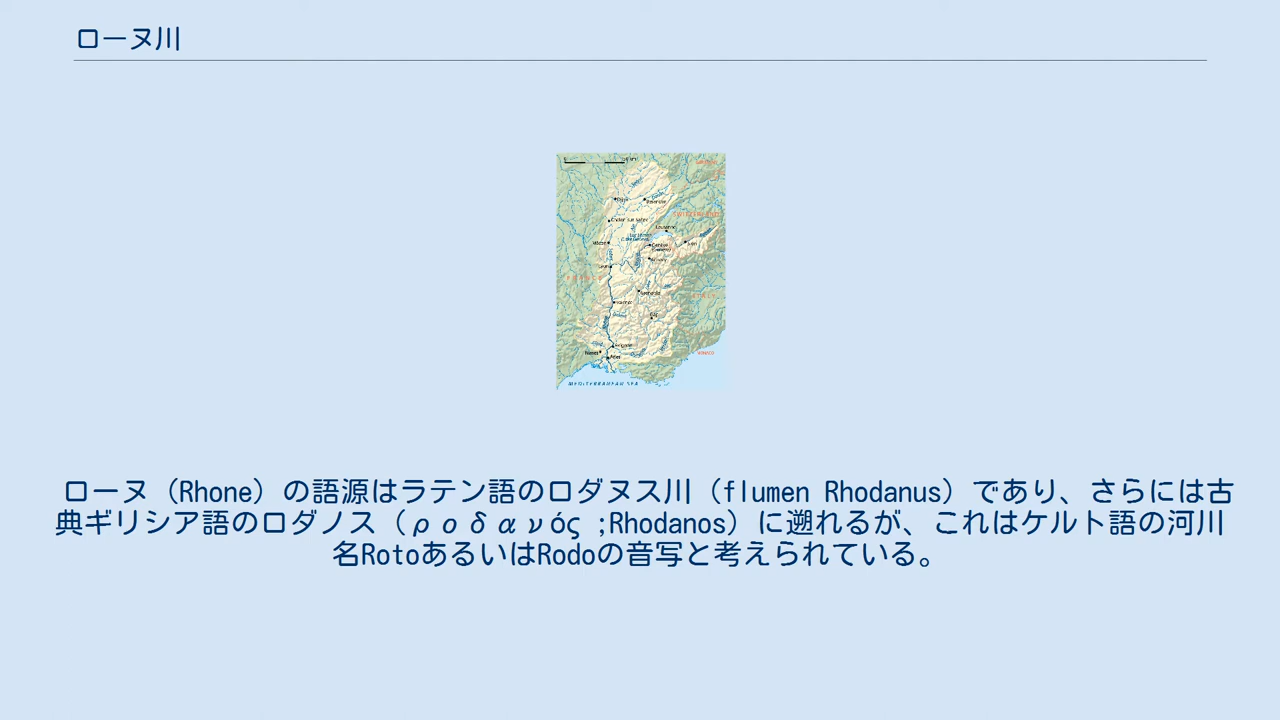 ローヌ川
SWITZERLAND
MONACO
MEDITERRANEAN SEA
ローヌ（Rhone）の語源はラテン語のロダヌス川（flumen Rhodanus）であり、さらには古
典ギリシア語のロダノス（ροδανός ;Rhodanos）に遡れるが、これはケルト語の河川
名RotoあるいはRodoの音写と考えられている。